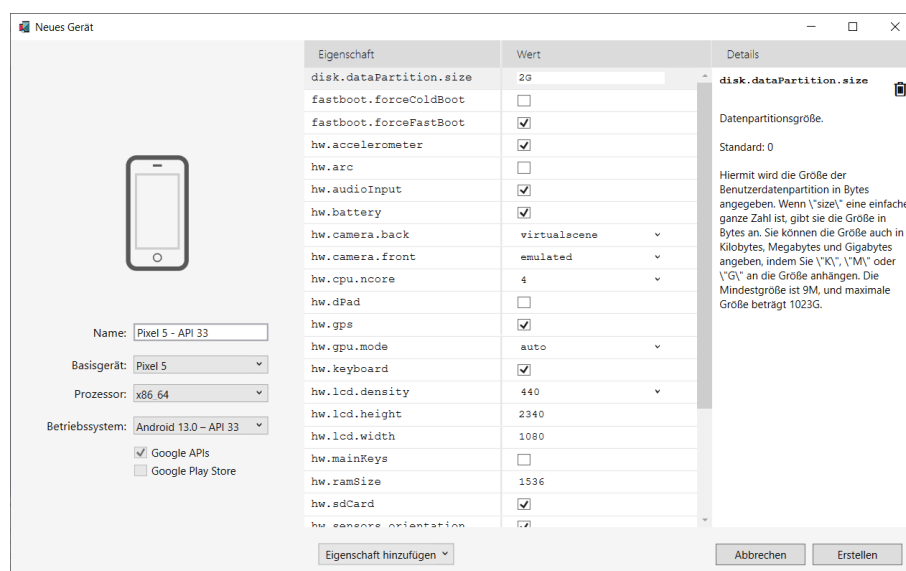 Neues Gerät
Eigenschaft Wert Details
disk.dataPartition.size 2G
fastboot.forceColdBoot
fastboot.forceFastBoot
hw.accelerometer
hw.arc
hw.audioInput
hw.battery
hw.camera.back virtualscene
hw.camera.front emulated
hw.cpu.ncore 4
hw.dPad
hw.gps
hw.gpu.mode auto
hw.keyboard
hw.lcd.density 440
hw.lcd.height 2340
hw.lcd.width 1080
hw.mainKeys
hw.ramSize 1536
hw.sdCard
hw.sensors.orientation
Name: Pixel 5 - API 33
Basisgerät: Pixel 5
Prozessor: x86_64
Betriebssystem: Android 13.0 – API 33
Google APIs
Google Play Store
disk.dataPartition.size
Datenpartitionsgröße.
Standard: 0
Hiermit wird die Größe der
Benutzerdatenpartition in Bytes
angegeben. Wenn \"size\" eine einfache
ganze Zahl ist, gibt sie die Größe in
Bytes an. Sie können die Größe auch in
Kilobytes, Megabytes und Gigabytes
angeben, indem Sie \"K\", \"M\" oder
\"G\" an die Größe anhängen. Die
Mindestgröße ist 9M, und maximale
Größe beträgt 1023G.
Eigenschaft hinzufügen
Abbrechen
Erstellen